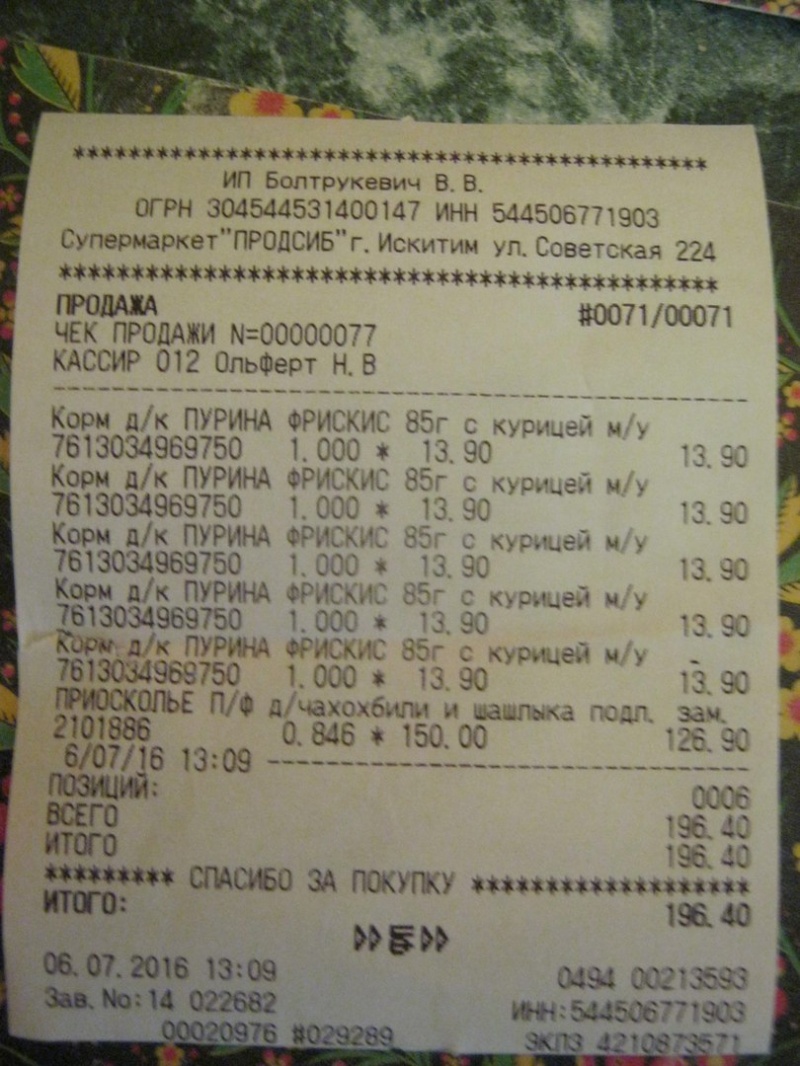 **********************************************
ИП Болтрукевич В.В.
ОГРН 304544531400147 ИНН 544506771903
Супермаркет"ПРОДСИБ"г. Искитим ул. Советская 224
**********************************************
ПРОДАЖА #0071/00071
ЧЕК ПРОДАЖИ N=00000077
КАССИР 012 Ольферт Н.В
------------------------------------------------
Корм д/к ПУРИНА ФРИСКИС 85г с курицей м/у
7613034969750 1.000 * 13.90 13.90
Корм д/к ПУРИНА ФРИСКИС 85г с курицей м/у
7613034969750 1.000 * 13.90 13.90
Корм д/к ПУРИНА ФРИСКИС 85г с курицей м/у
7613034969750 1.000 * 13.90 13.90
Корм д/к ПУРИНА ФРИСКИС 85г с курицей м/у
7613034969750 1.000 * 13.90 13.90
Корм д/к ПУРИНА ФРИСКИС 85г с курицей м/у
7613034969750 1.000 * 13.90 13.90
ПРИОСКОЛЬЕ П/ф д/чахохбили и шашлыка подл. зам.
2101886 0.846 * 150.00 126.90
6/07/16 13:09 --------------------------------
ПОЗИЦИЙ: 0006
ВСЕГО 196.40
ИТОГО 196.40
********* СПАСИБО ЗА ПОКУПКУ *******************
ИТОГО: 196.40
06.07.2016 13:09 0494 00213593
Зав.No:14 022682 ИНН:544506771903
00020976 #029289 ЭКЛЗ 4210873571